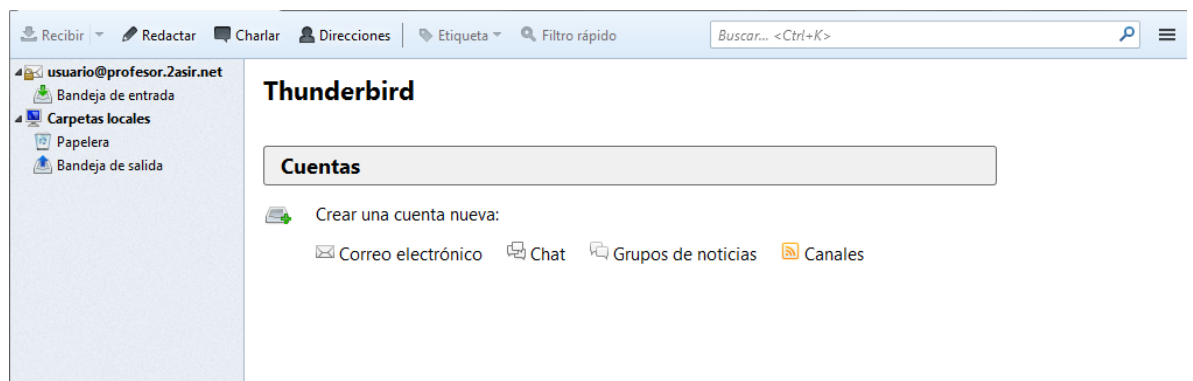 Recibir Redactar Charlar Direcciones Etiqueta Filtro rápido Buscar... <Ctrl+K>
usuario@profesor.2asir.net
Bandeja de entrada
Carpetas locales
Papelera
Bandeja de salida
Thunderbird
Cuentas
Crear una cuenta nueva:
Correo electrónico Chat Grupos de noticias Canales